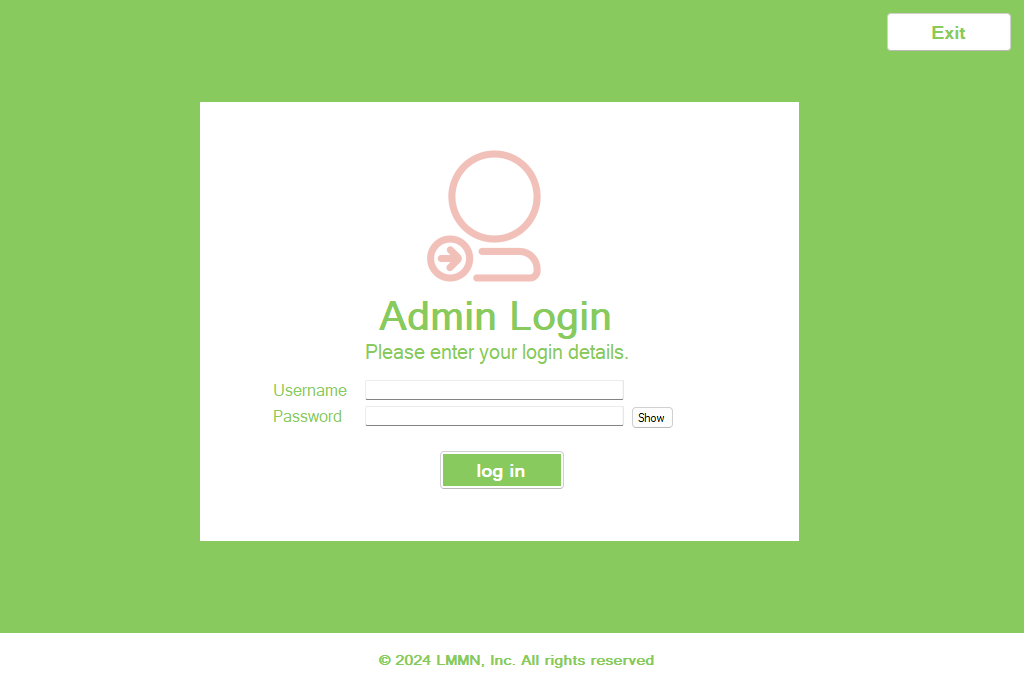 Exit
Admin Login
Please enter your login details.
Username
Password
Show
log in
© 2024 LMMN, Inc. All rights reserved